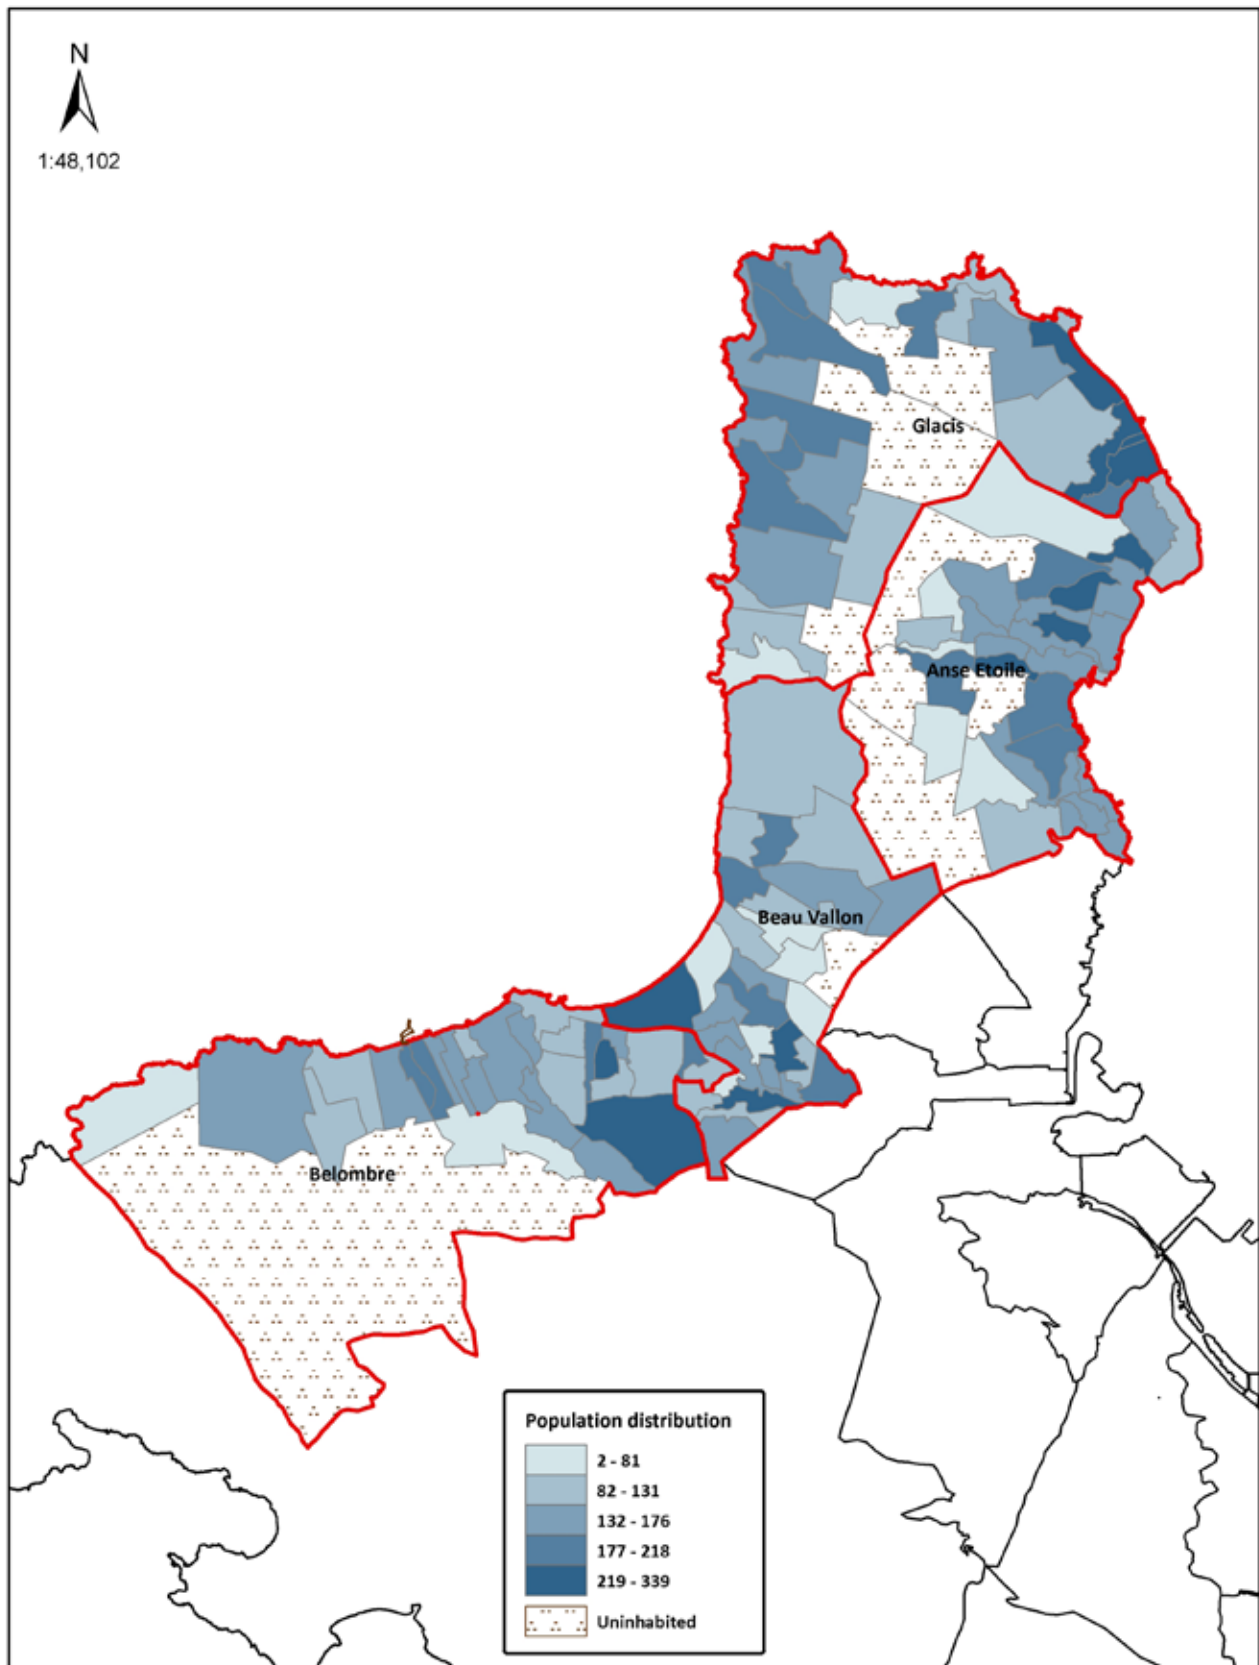 N
1:48,102
Glacis
Anse Etoile
Beau Vallon
Belombre
Population distribution
2 - 81
82 - 131
132 - 176
177 - 218
219 - 339
Uninhabited